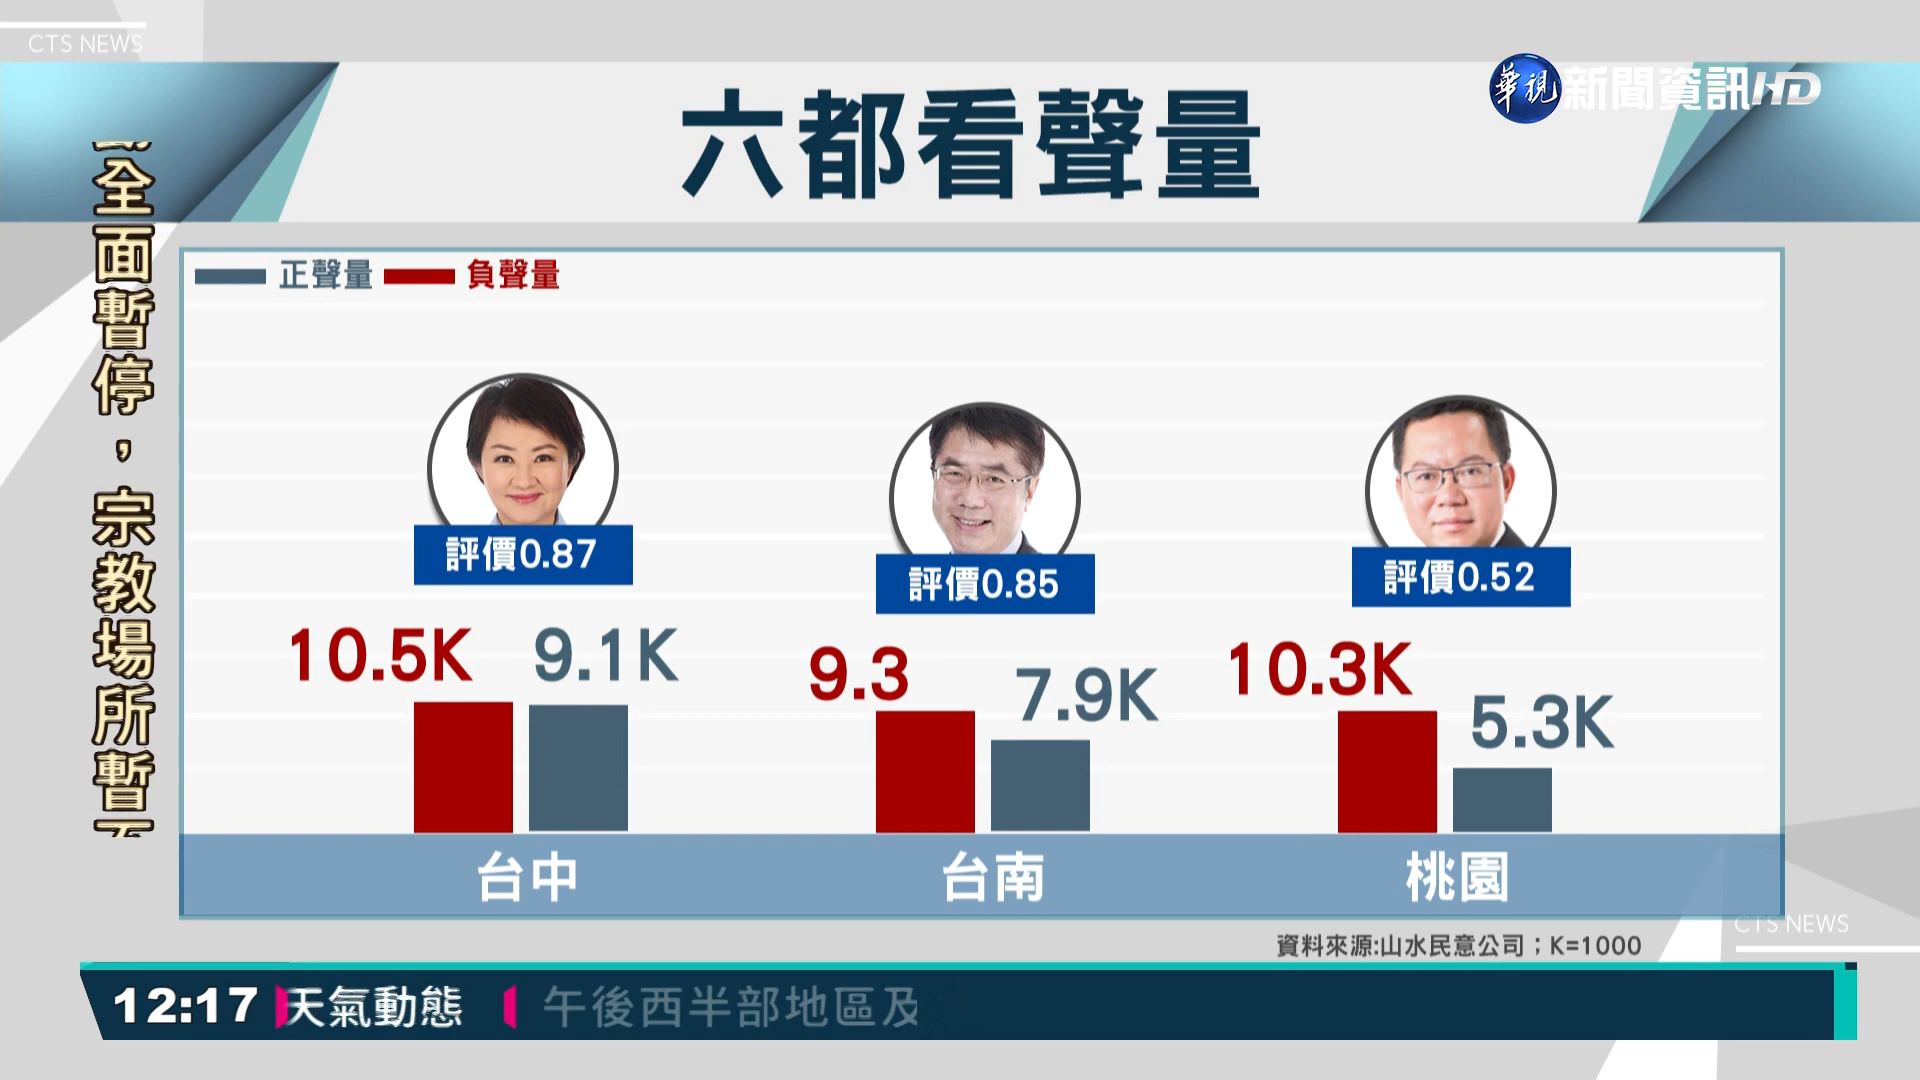 CTS NEWS
華視 新聞資訊HD
六都看聲量
全面暫停，宗教場所暫
正聲量 負聲量
評價0.87
評價0.85
評價0.52
10.5K 9.1K
9.3 7.9K
10.3K 5.3K
台中 台南 桃園
CTS NEWS
資料來源:山水民意公司；K=1000
12:17 天氣動態 午後西半部地區及